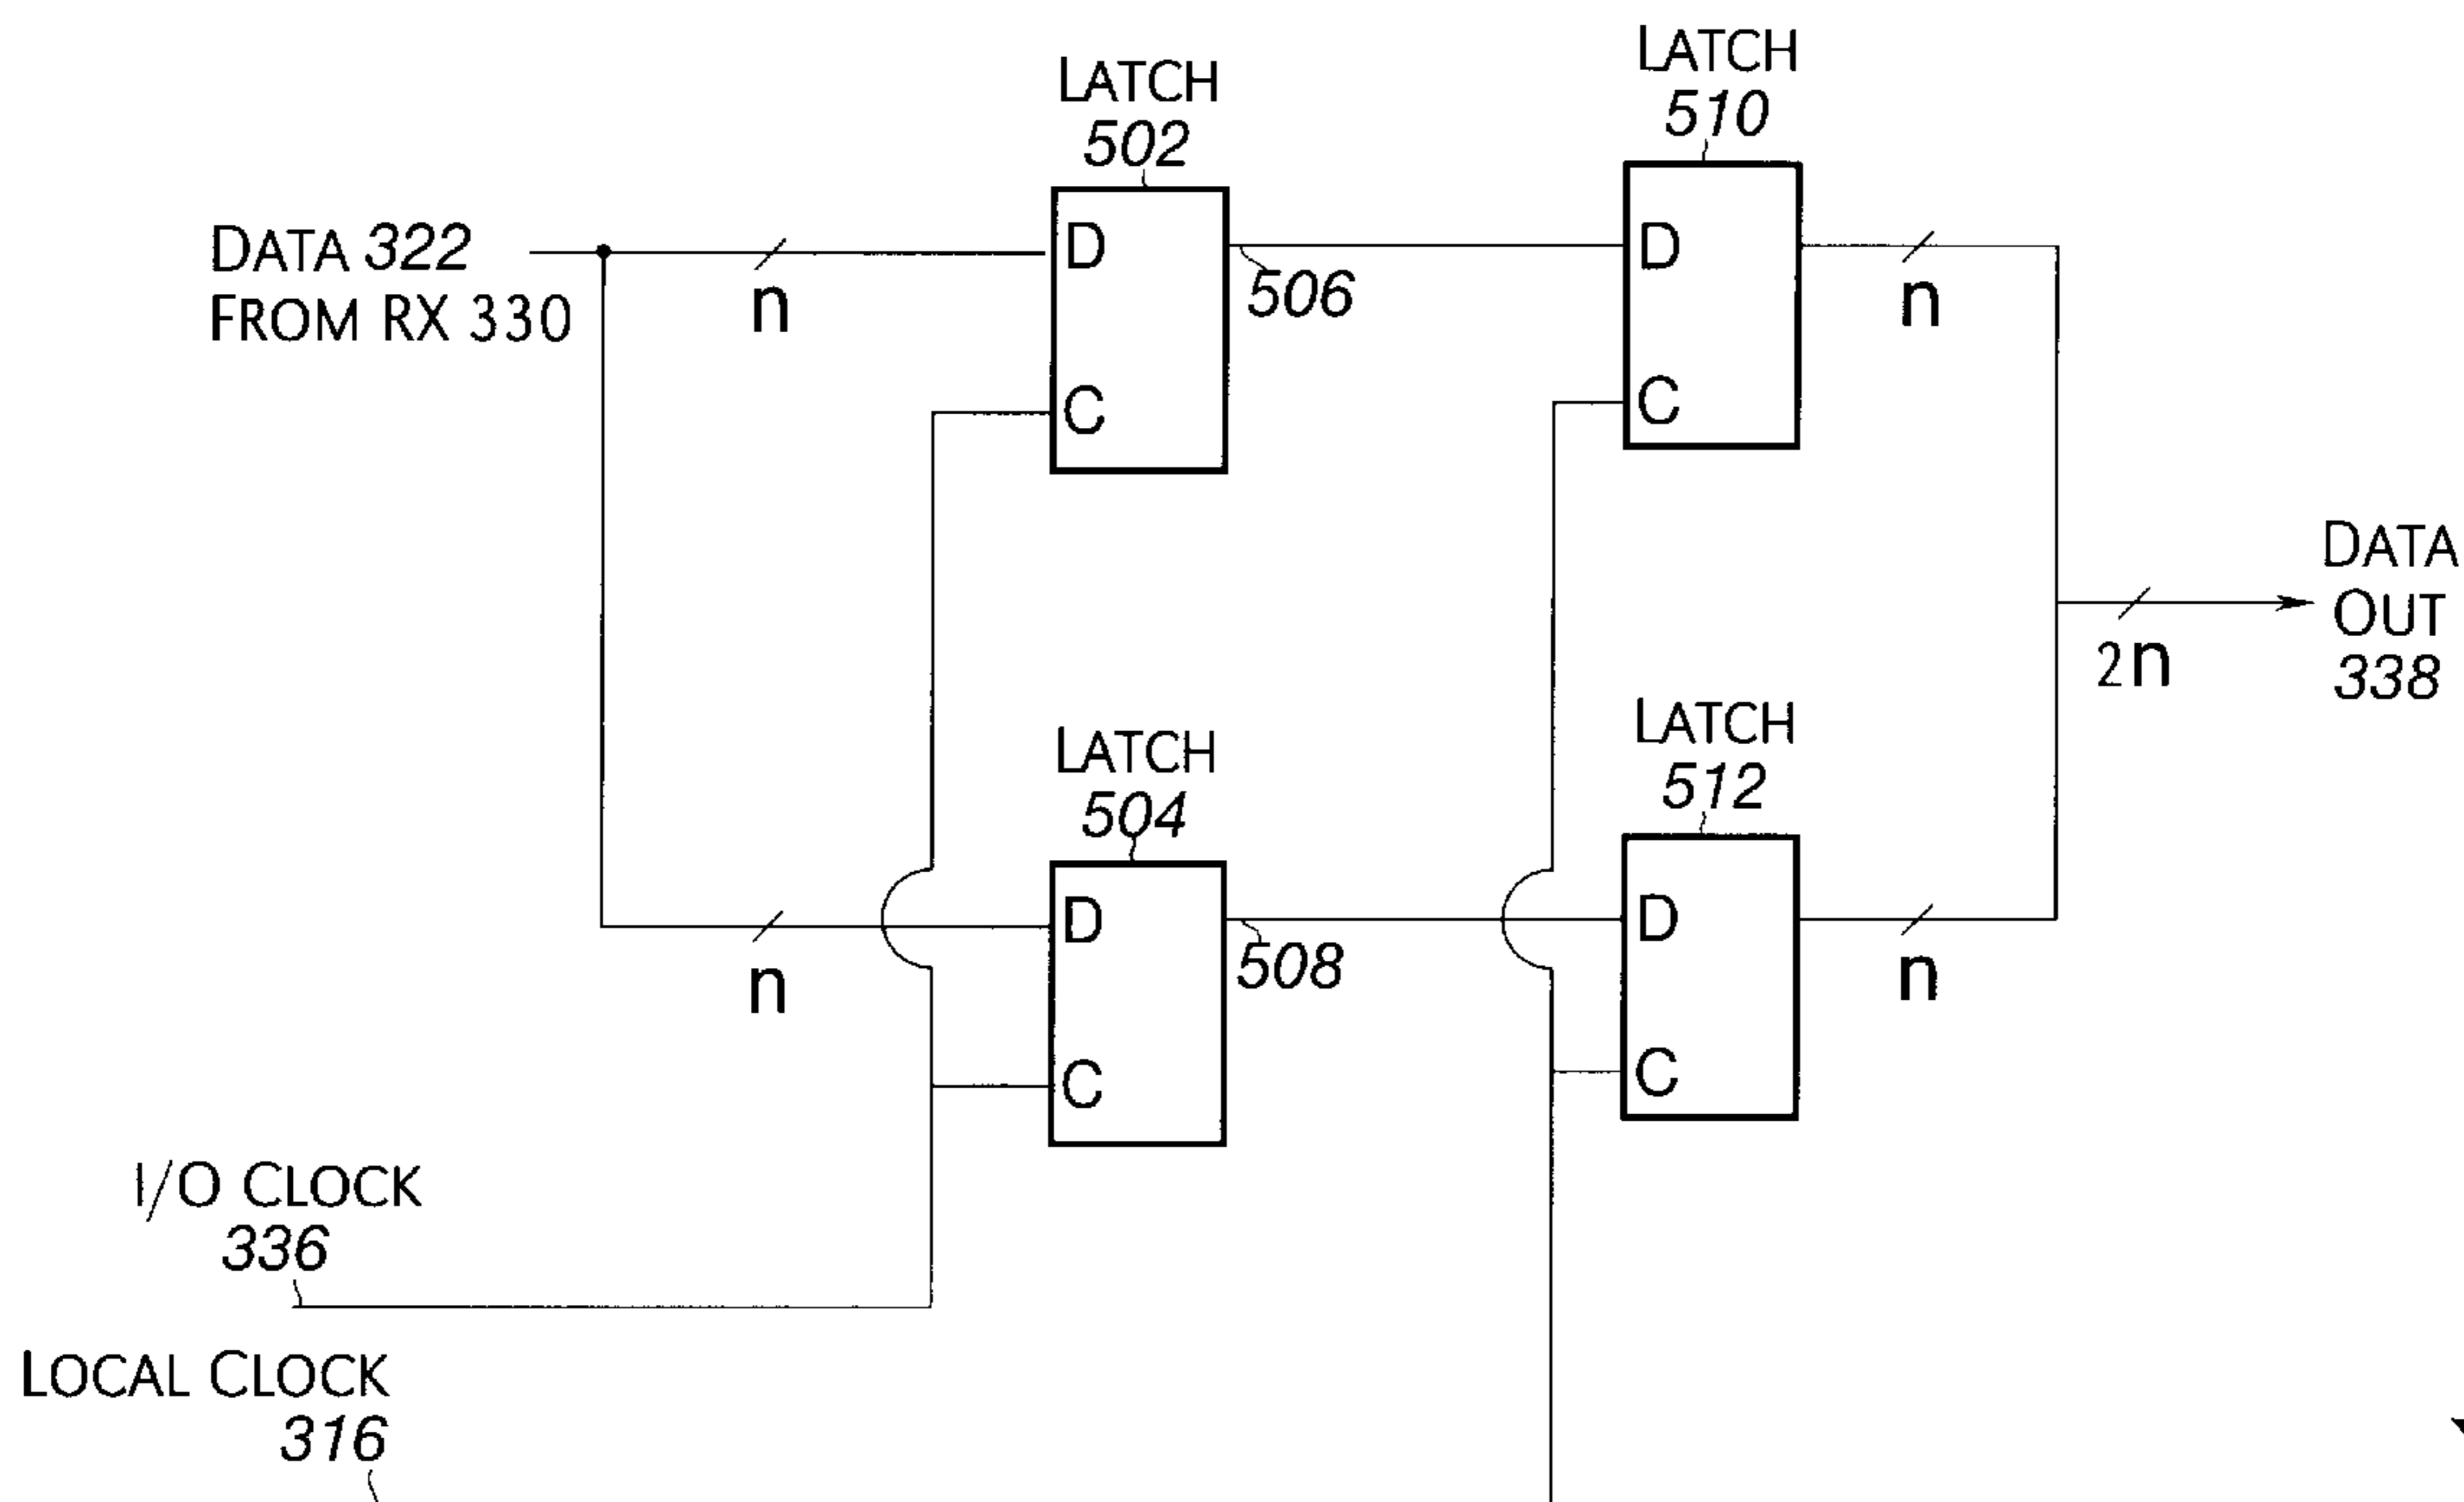 LATCH
510
LATCH
502
DATA 322
FROM RX 330
n
D
C
506
D
C
n
DATA
OUT
338
2n
LATCH
504
LATCH
512
n
D
C
508
D
C
n
I/O CLOCK
336
LOCAL CLOCK
316